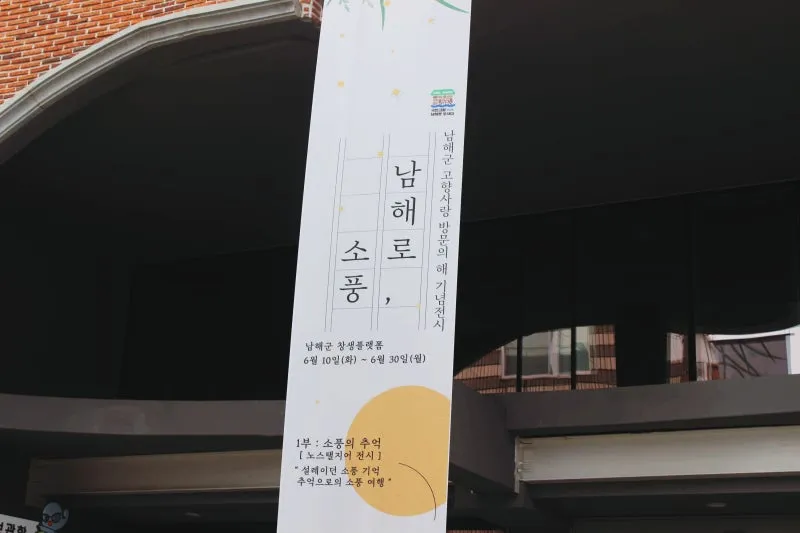 남해군 고향사랑 방문의 해 기념전시
남해로,
소풍
남해군 창생플랫폼
6월 10일(화) ~ 6월 30일(월)
1부 : 소풍의 추억
[ 노스탤지어 전시 ]
" 설레이던 소풍 기억
추억으로의 소풍 여행 "